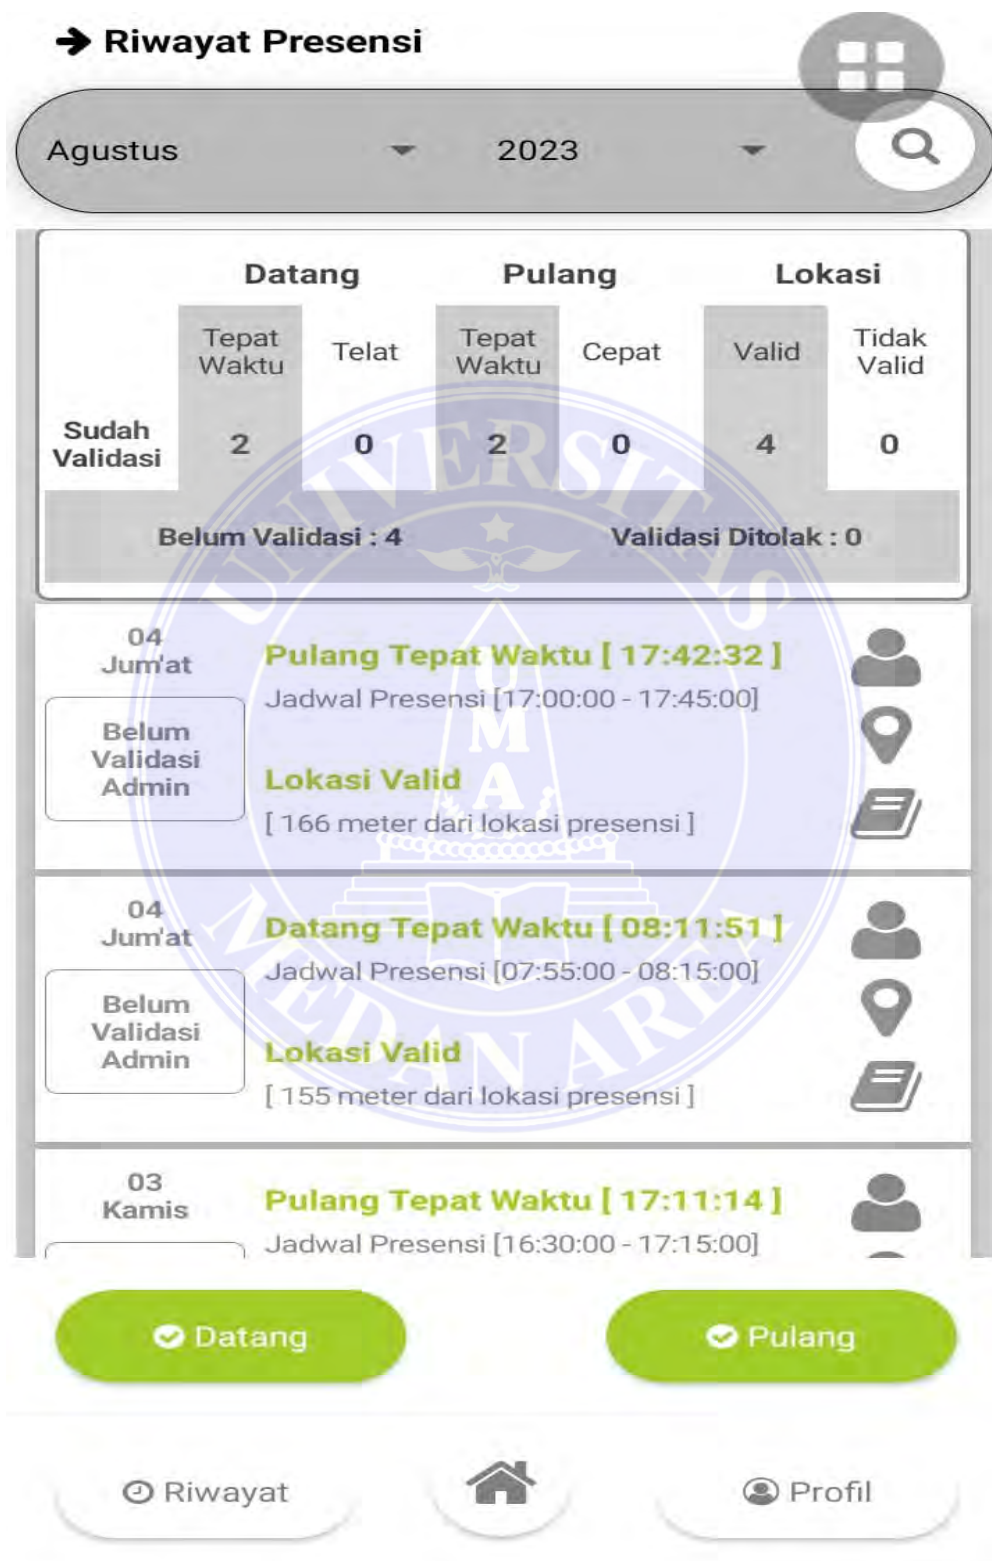 Riwayat Presensi
Agustus 2023
Datang Pulang Lokasi
Tepat Waktu Telat Tepat Waktu Cepat Valid Tidak Valid
Sudah Validasi 2 0 2 0 4 0
Belum Validasi : 4 Validasi Ditolak : 0
04
Jum'at
Belum
Validasi
Admin
Pulang Tepat Waktu [ 17:42:32 ]
Jadwal Presensi [17:00:00 - 17:45:00]
Lokasi Valid
[ 166 meter dari lokasi presensi ]
04
Jum'at
Belum
Validasi
Admin
Datang Tepat Waktu [ 08:11:51 ]
Jadwal Presensi [07:55:00 - 08:15:00]
Lokasi Valid
[ 155 meter dari lokasi presensi ]
03
Kamis
Pulang Tepat Waktu [ 17:11:14 ]
Jadwal Presensi [16:30:00 - 17:15:00]
Datang
Pulang
Riwayat
Profil
UNIVERSITAS
UMA
MEDAN AREA